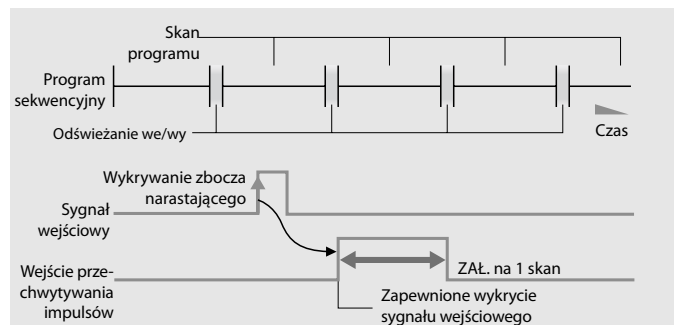 Skan
programu
Program
sekwencyjny
Odświeżanie we/wy
Czas
Wykrywanie zbocza
narastającego
Sygnał
wejściowy
ZAŁ. na 1 skan
Wejście prze-
chwytywania
impulsów
Zapewnione wykrycie
sygnału wejściowego